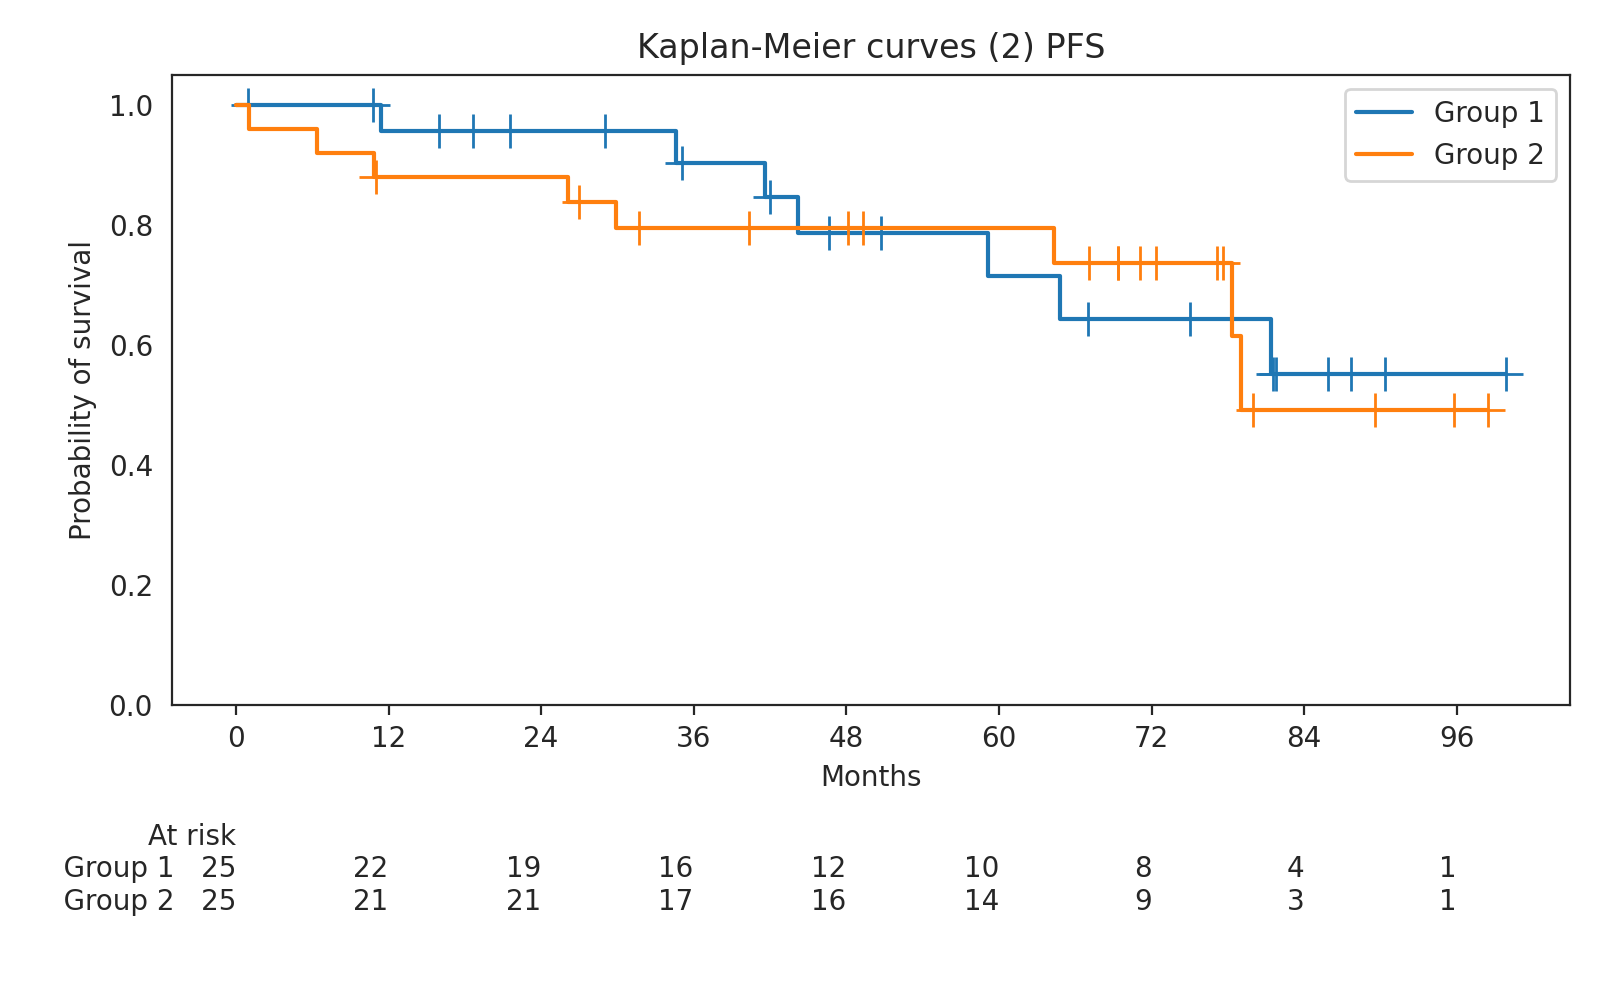 Kaplan-Meier curves (2) PFS
Group 1
Group 2
Probability of survival
1.0
0.8
0.6
0.4
0.2
0.0
0 12 24 36 48 60 72 84 96
Months
At risk
Group 1 25 22 19 16 12 10 8 4 1
Group 2 25 21 21 17 16 14 9 3 1